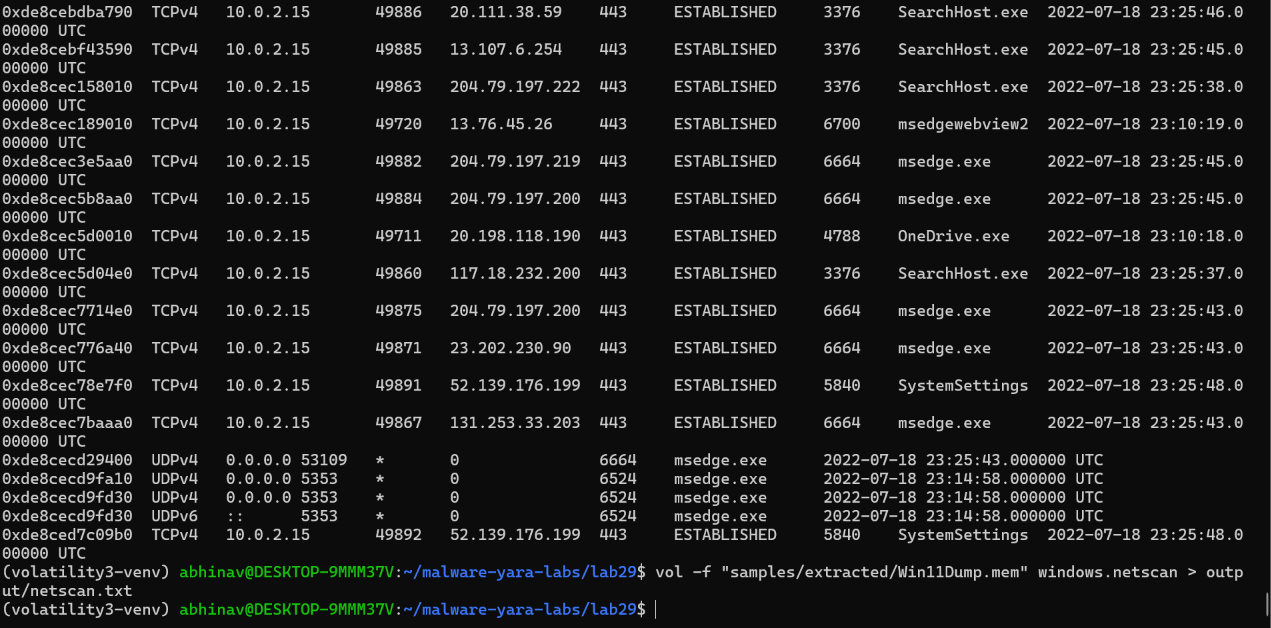 0xde8cebdba790  TCPv4   10.0.2.15       49886   20.111.38.59    443     ESTABLISHED     3376    SearchHost.exe  2022-07-18 23:25:46.0
00000 UTC
0xde8cebf43590  TCPv4   10.0.2.15       49885   13.107.6.254    443     ESTABLISHED     3376    SearchHost.exe  2022-07-18 23:25:45.0
00000 UTC
0xde8cec158010  TCPv4   10.0.2.15       49863   204.79.197.222  443     ESTABLISHED     3376    SearchHost.exe  2022-07-18 23:25:38.0
00000 UTC
0xde8cec189010  TCPv4   10.0.2.15       49720   13.76.45.26     443     ESTABLISHED     6700    msedgewebview2  2022-07-18 23:10:19.0
00000 UTC
0xde8cec3e5aa0  TCPv4   10.0.2.15       49882   204.79.197.219  443     ESTABLISHED     6664    msedge.exe      2022-07-18 23:25:45.0
00000 UTC
0xde8cec5b8aa0  TCPv4   10.0.2.15       49884   204.79.197.200  443     ESTABLISHED     6664    msedge.exe      2022-07-18 23:25:45.0
00000 UTC
0xde8cec5d0010  TCPv4   10.0.2.15       49711   20.198.118.190  443     ESTABLISHED     4788    OneDrive.exe    2022-07-18 23:10:18.0
00000 UTC
0xde8cec5d04e0  TCPv4   10.0.2.15       49860   117.18.232.200  443     ESTABLISHED     3376    SearchHost.exe  2022-07-18 23:25:37.0
00000 UTC
0xde8cec7714e0  TCPv4   10.0.2.15       49875   204.79.197.200  443     ESTABLISHED     6664    msedge.exe      2022-07-18 23:25:43.0
00000 UTC
0xde8cec776a40  TCPv4   10.0.2.15       49871   23.202.230.90   443     ESTABLISHED     6664    msedge.exe      2022-07-18 23:25:43.0
00000 UTC
0xde8cec78e7f0  TCPv4   10.0.2.15       49891   52.139.176.199  443     ESTABLISHED     5840    SystemSettings  2022-07-18 23:25:48.0
00000 UTC
0xde8cec7baaa0  TCPv4   10.0.2.15       49867   131.253.33.203  443     ESTABLISHED     6664    msedge.exe      2022-07-18 23:25:43.0
00000 UTC
0xde8cecd29400  UDPv4   0.0.0.0 53109   *       0               6664    msedge.exe      2022-07-18 23:25:43.000000 UTC
0xde8cecd9fa10  UDPv4   0.0.0.0 5353    *       0               6524    msedge.exe      2022-07-18 23:14:58.000000 UTC
0xde8cecd9fd30  UDPv4   0.0.0.0 5353    *       0               6524    msedge.exe      2022-07-18 23:14:58.000000 UTC
0xde8cecd9fd30  UDPv6   ::      5353    *       0               6524    msedge.exe      2022-07-18 23:14:58.000000 UTC
0xde8ced7c09b0  TCPv4   10.0.2.15       49892   52.139.176.199  443     ESTABLISHED     5840    SystemSettings  2022-07-18 23:25:48.0
00000 UTC
(volatility3-venv) abhinav@DESKTOP-9MMM37V:~/malware-yara-labs/lab29$ vol -f "samples/extracted/Win11Dump.mem" windows.netscan > outp
ut/netscan.txt
(volatility3-venv) abhinav@DESKTOP-9MMM37V:~/malware-yara-labs/lab29$